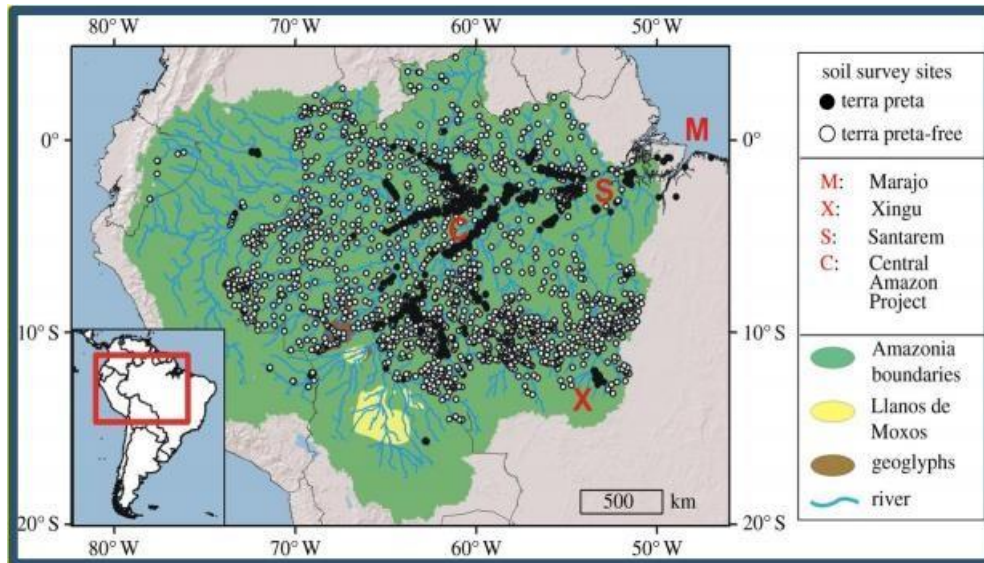 80° W 70° W 60° W 50° W
0°
10° S
20° S
0°
10° S
20° S
80° W 70° W 60° W 50° W
M
S
C
X
500 km
soil survey sites
terra preta
terra preta-free
M: Marajo
X: Xingu
S: Santarem
C: Central
Amazon
Project
Amazonia
boundaries
Llanos de
Moxos
geoglyphs
river